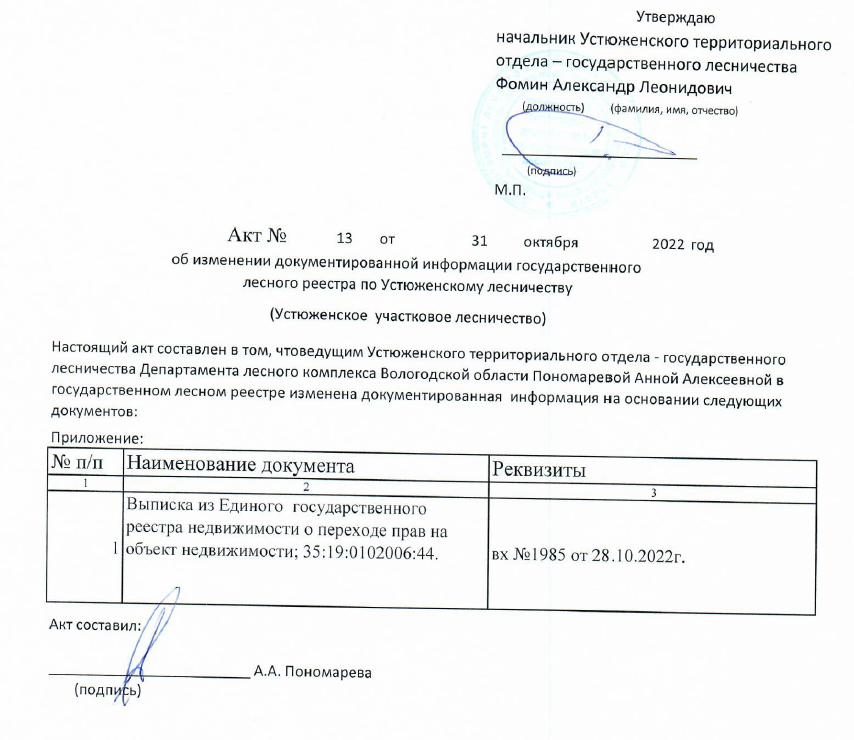 Утверждаю
начальник Устюженского территориального
отдела – государственного лесничества
Фомин Александр Леонидович
(должность) (фамилия, имя, отчество)
(подпись)
М.П.
Акт № 13 от 31 октября 2022 год
об изменении документированной информации государственного
лесного реестра по Устюженскому лесничеству
(Устюженское участковое лесничество)
Настоящий акт составлен в том, чтоведущим Устюженского территориального отдела - государственного
лесничества Департамента лесного комплекса Вологодской области Пономаревой Анной Алексеевной в
государственном лесном реестре изменена документированная информация на основании следующих
документов:
Приложение:
№ п/п Наименование документа Реквизиты
1 2 3
Выписка из Единого государственного
реестра недвижимости о переходе прав на
1 объект недвижимости; 35:19:0102006:44. вх №1985 от 28.10.2022г.
Акт составил:
А.А. Пономарева
(подпись)